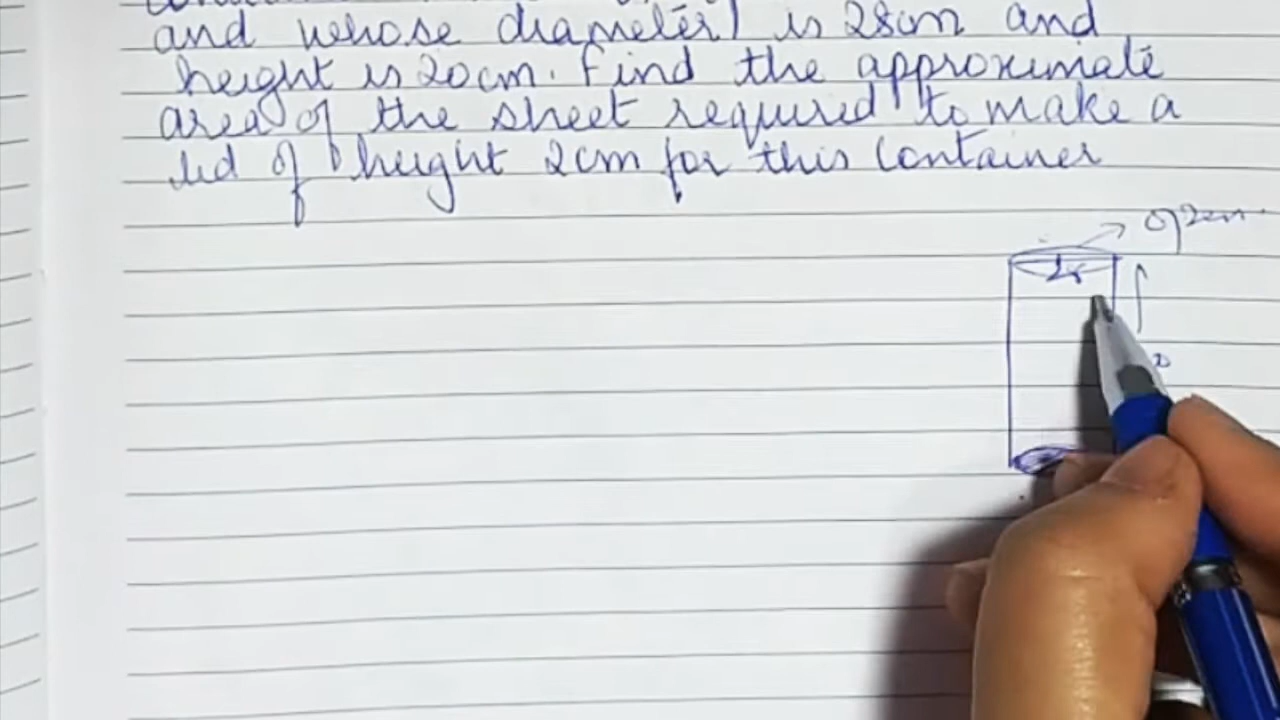 and whose diameter is 28cm and
height is 20cm. Find the approximate
area of the sheet required to make a
lid of height 2cm for this container
open